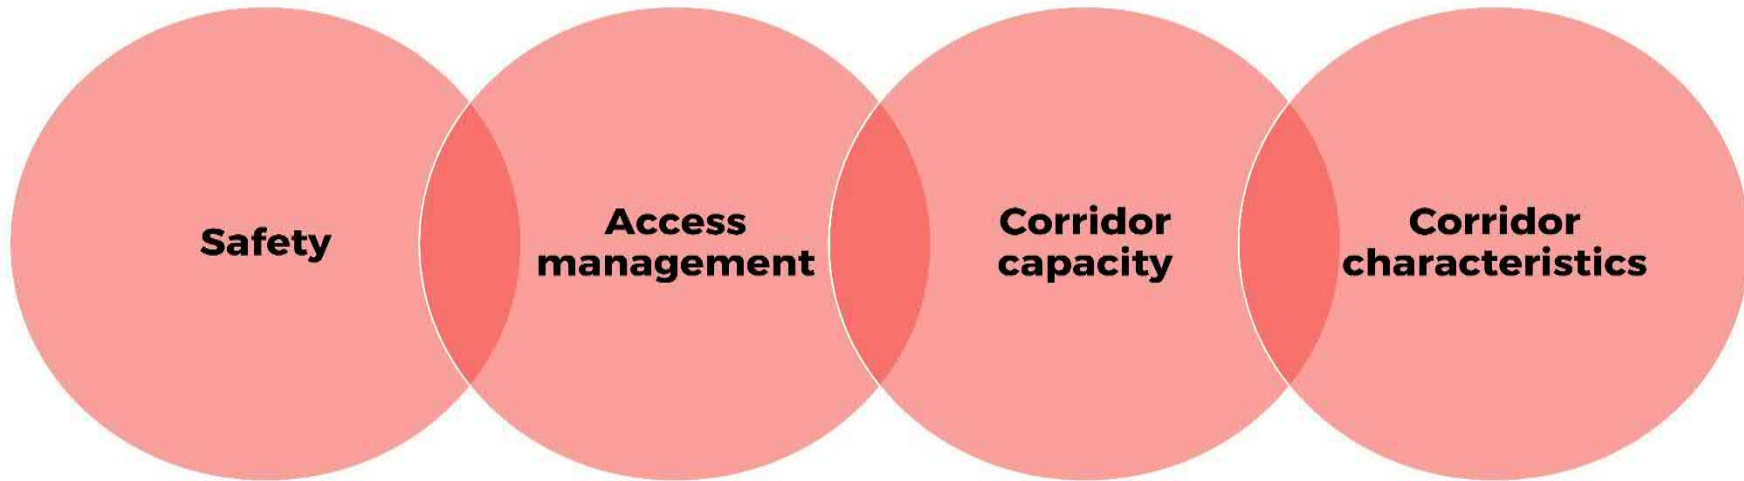 Safety
Access
management
Corridor
capacity
Corridor
characteristics